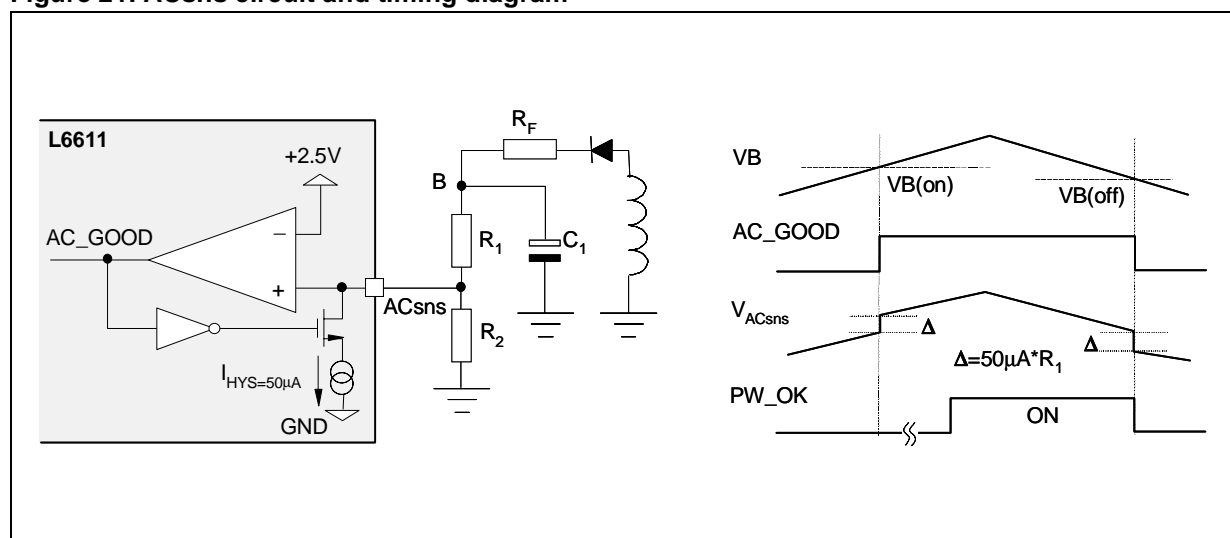 Figure 21. ACsns circuit and timing diagram
L6611
+2.5V
AC_GOOD
−
+
ACsns
I_HYS=50μA
GND
R_F
B
R_1
C_1
R_2
VB
VB(on)
VB(off)
AC_GOOD
V_ACsns
Δ
Δ
Δ=50μA*R_1
PW_OK
ON